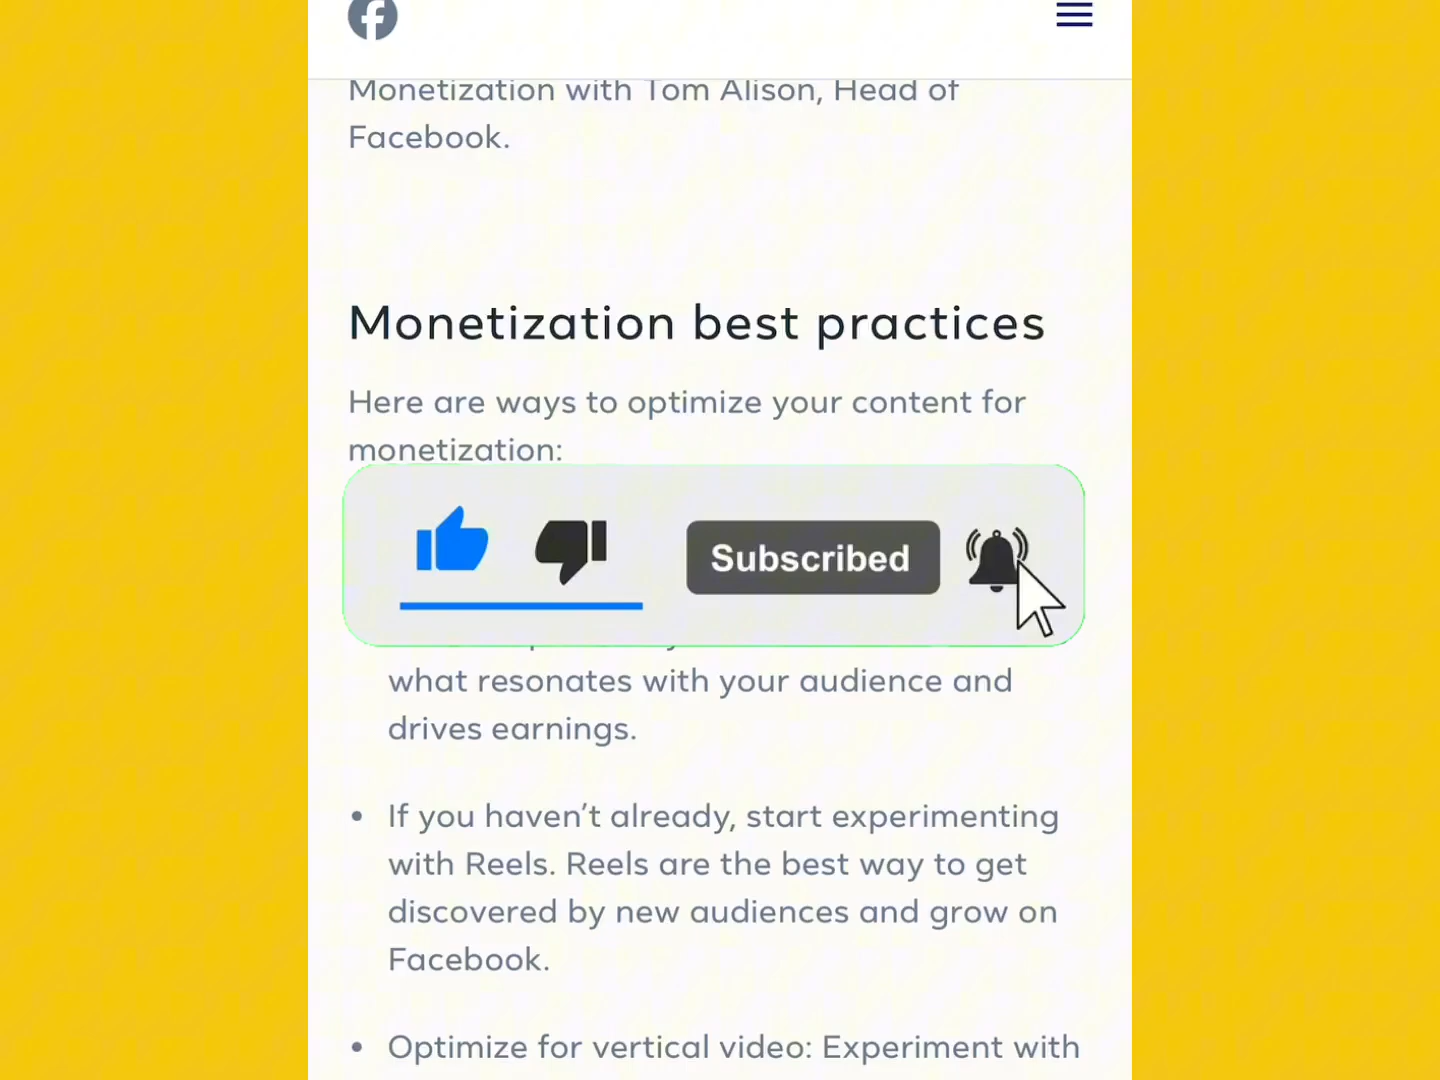 Monetization with Tom Alison, Head of
Facebook.
Monetization best practices
Here are ways to optimize your content for
monetization:
Subscribed
what resonates with your audience and
drives earnings.
• If you haven’t already, start experimenting
with Reels. Reels are the best way to get
discovered by new audiences and grow on
Facebook.
• Optimize for vertical video: Experiment with